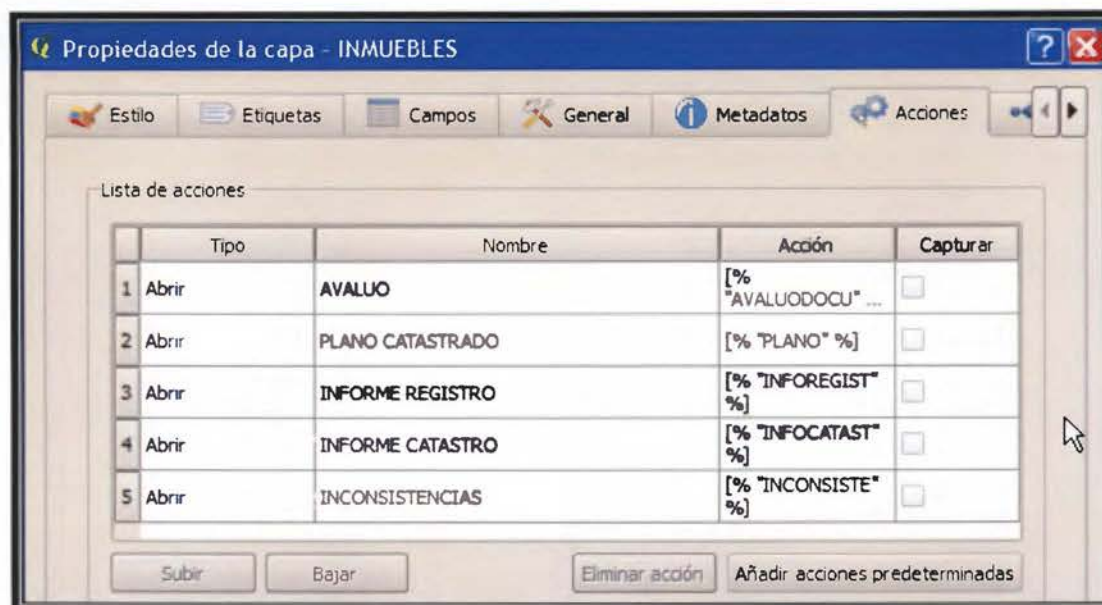 Propiedades de la capa - INMUEBLES
?
Estilo Etiquetas Campos General Metadatos Acciones
Lista de acciones
Tipo Nombre Acción Capturar
1 Abrir AVALUO [% "AVALUODOCU" ...
2 Abrir PLANO CATASTRADO [% "PLANO" %]
3 Abrir INFORME REGISTRO [% "INFOREGIST" %]
4 Abrir INFORME CATASTRO [% "INFOCATAST" %]
5 Abrir INCONSISTENCIAS [% "INCONSISTE" %]
Subir Bajar Eliminar acción Añadir acciones predeterminadas